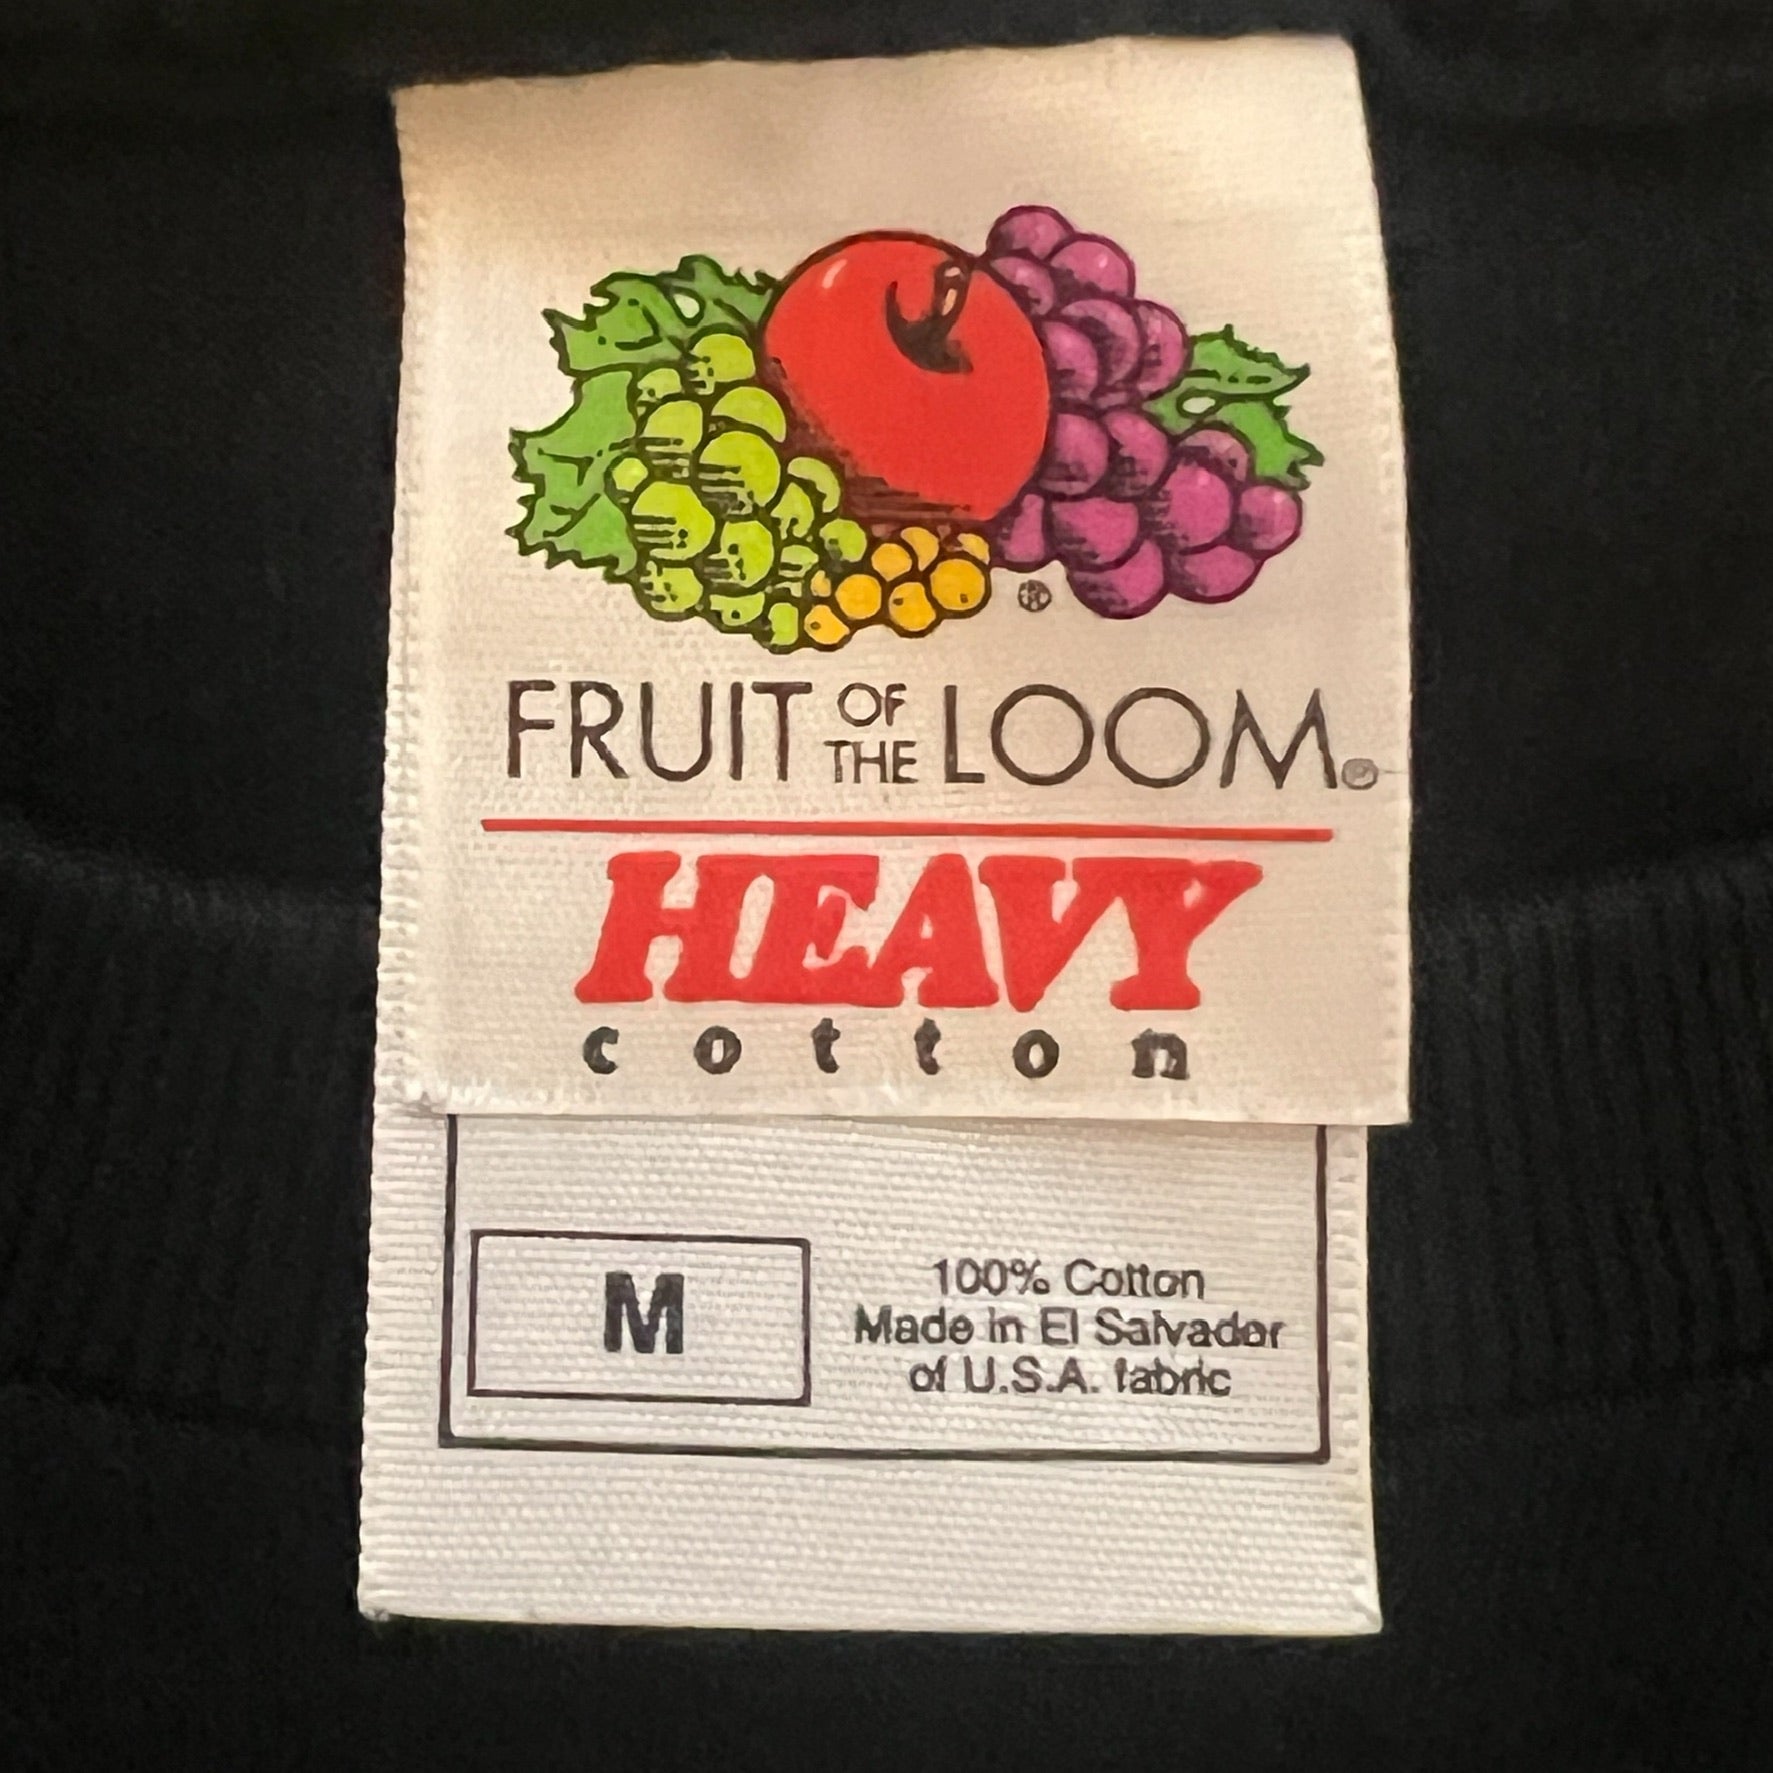 FRUIT OF THE LOOM®
HEAVY
cotton
M
100% Cotton
Made in El Salvador
of U.S.A. fabric